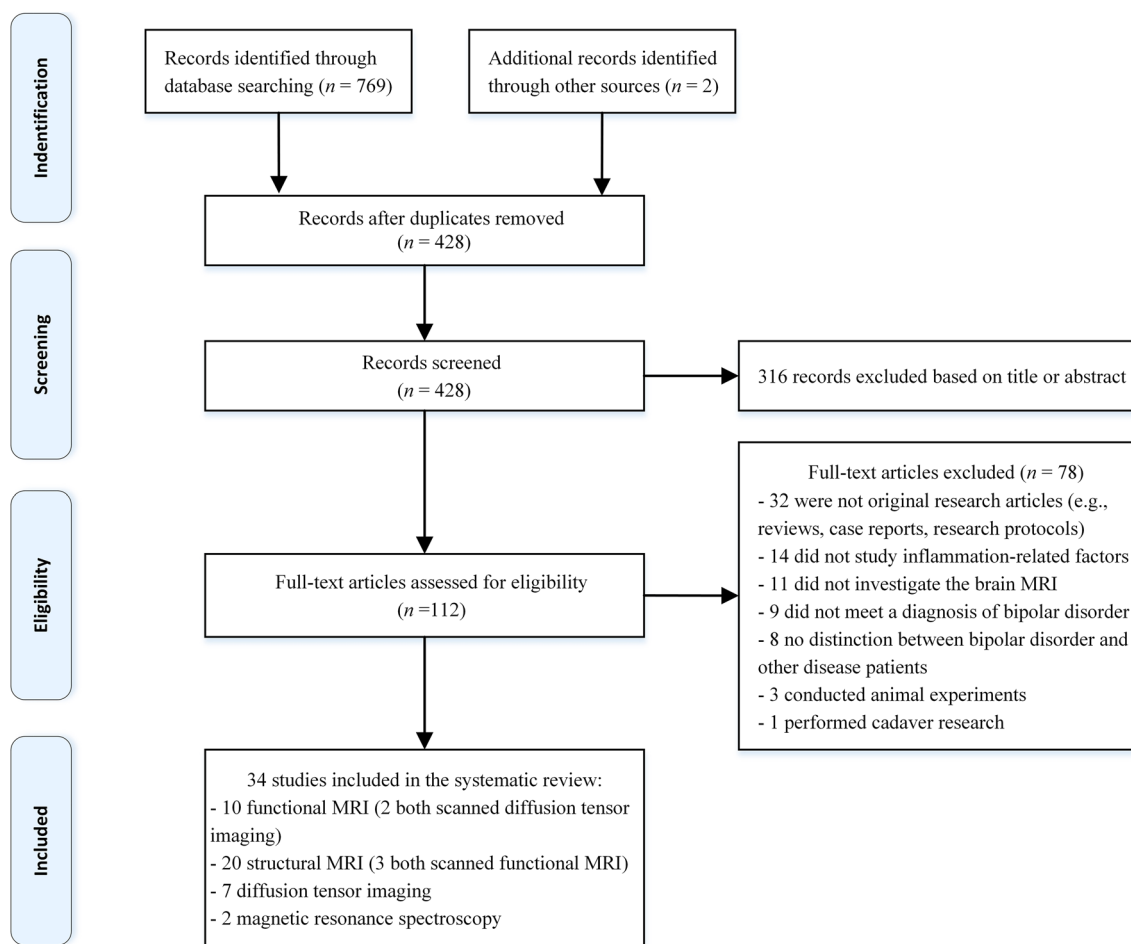 Indentification
Records identified through
database searching (n = 769)
Additional records identified
through other sources (n = 2)
Records after duplicates removed
(n = 428)
Screening
Records screened
(n = 428)
316 records excluded based on title or abstract
Eligibility
Full-text articles assessed for eligibility
(n =112)
Full-text articles excluded (n = 78)
- 32 were not original research articles (e.g.,
reviews, case reports, research protocols)
- 14 did not study inflammation-related factors
- 11 did not investigate the brain MRI
- 9 did not meet a diagnosis of bipolar disorder
- 8 no distinction between bipolar disorder and
other disease patients
- 3 conducted animal experiments
- 1 performed cadaver research
Included
34 studies included in the systematic review:
- 10 functional MRI (2 both scanned diffusion tensor
imaging)
- 20 structural MRI (3 both scanned functional MRI)
- 7 diffusion tensor imaging
- 2 magnetic resonance spectroscopy